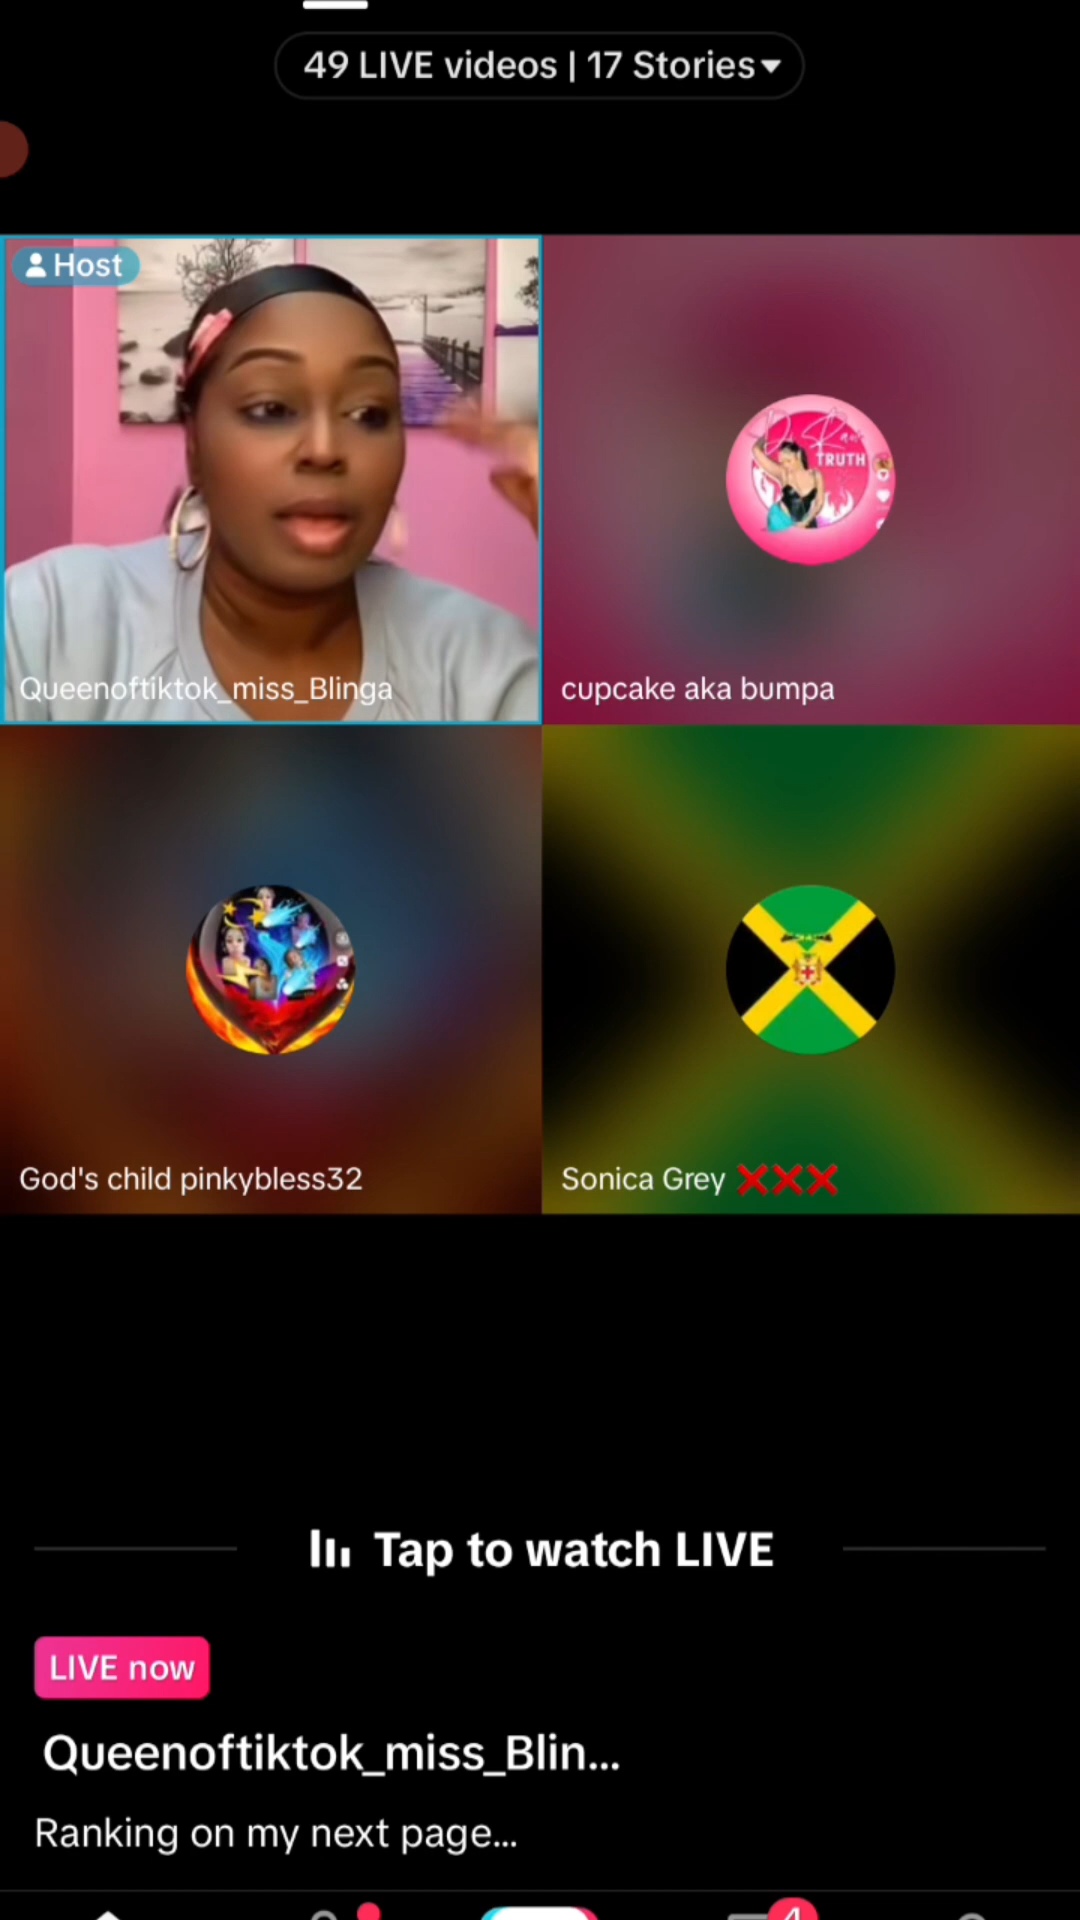 49 LIVE videos | 17 Stories
Host
Queenoftiktok_miss_Blinga
TRUTH
cupcake aka bumpa
God's child pinkybless32
Sonica Grey ❌❌❌
Tap to watch LIVE
LIVE now
Queenoftiktok_miss_Blin...
Ranking on my next page...
4